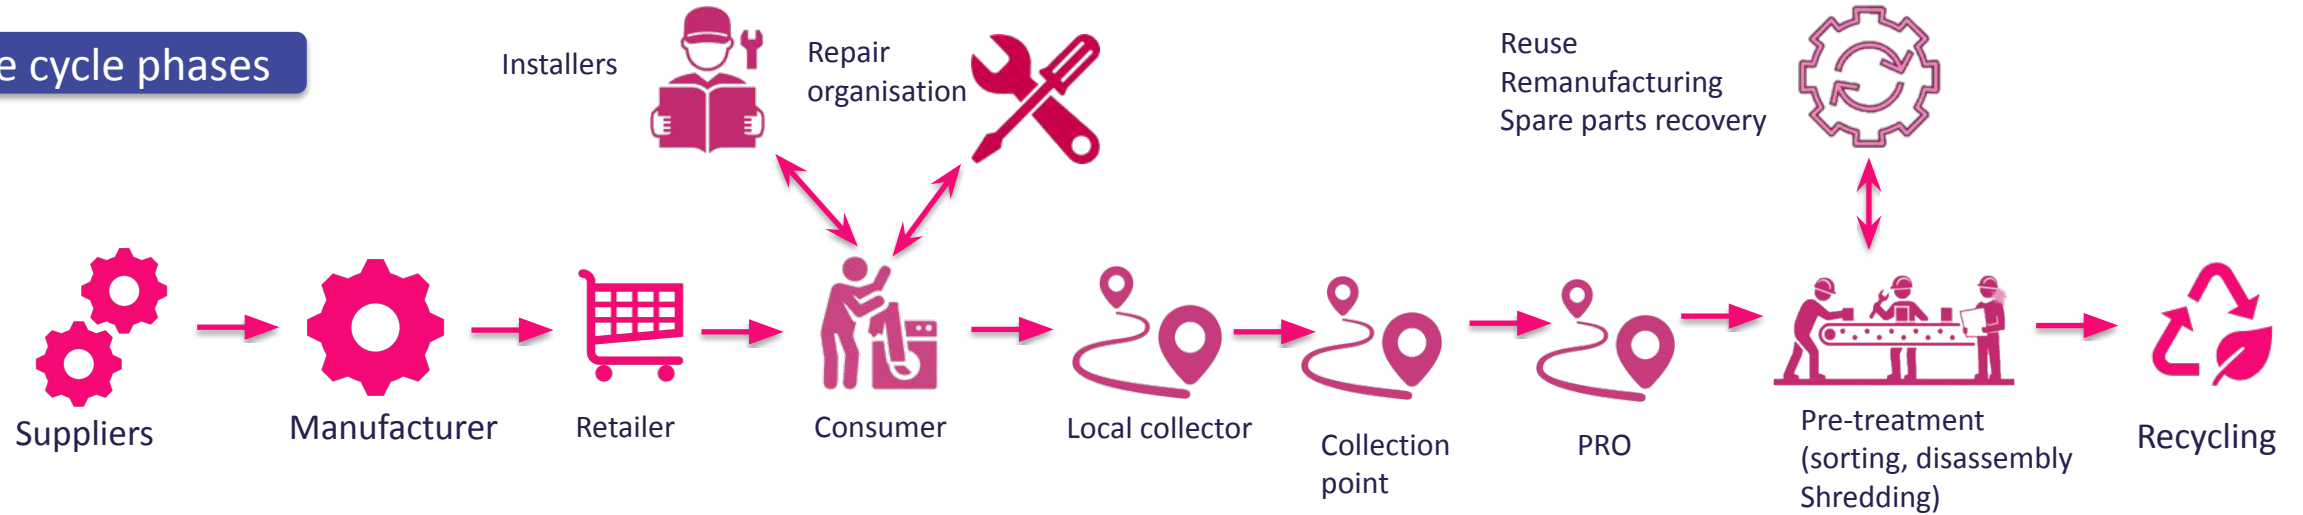 e cycle phases
Installers
Repair
organisation
Reuse
Remanufacturing
Spare parts recovery
Suppliers
Manufacturer
Retailer
Consumer
Local collector
Collection
point
PRO
Pre-treatment
(sorting, disassembly
Shredding)
Recycling